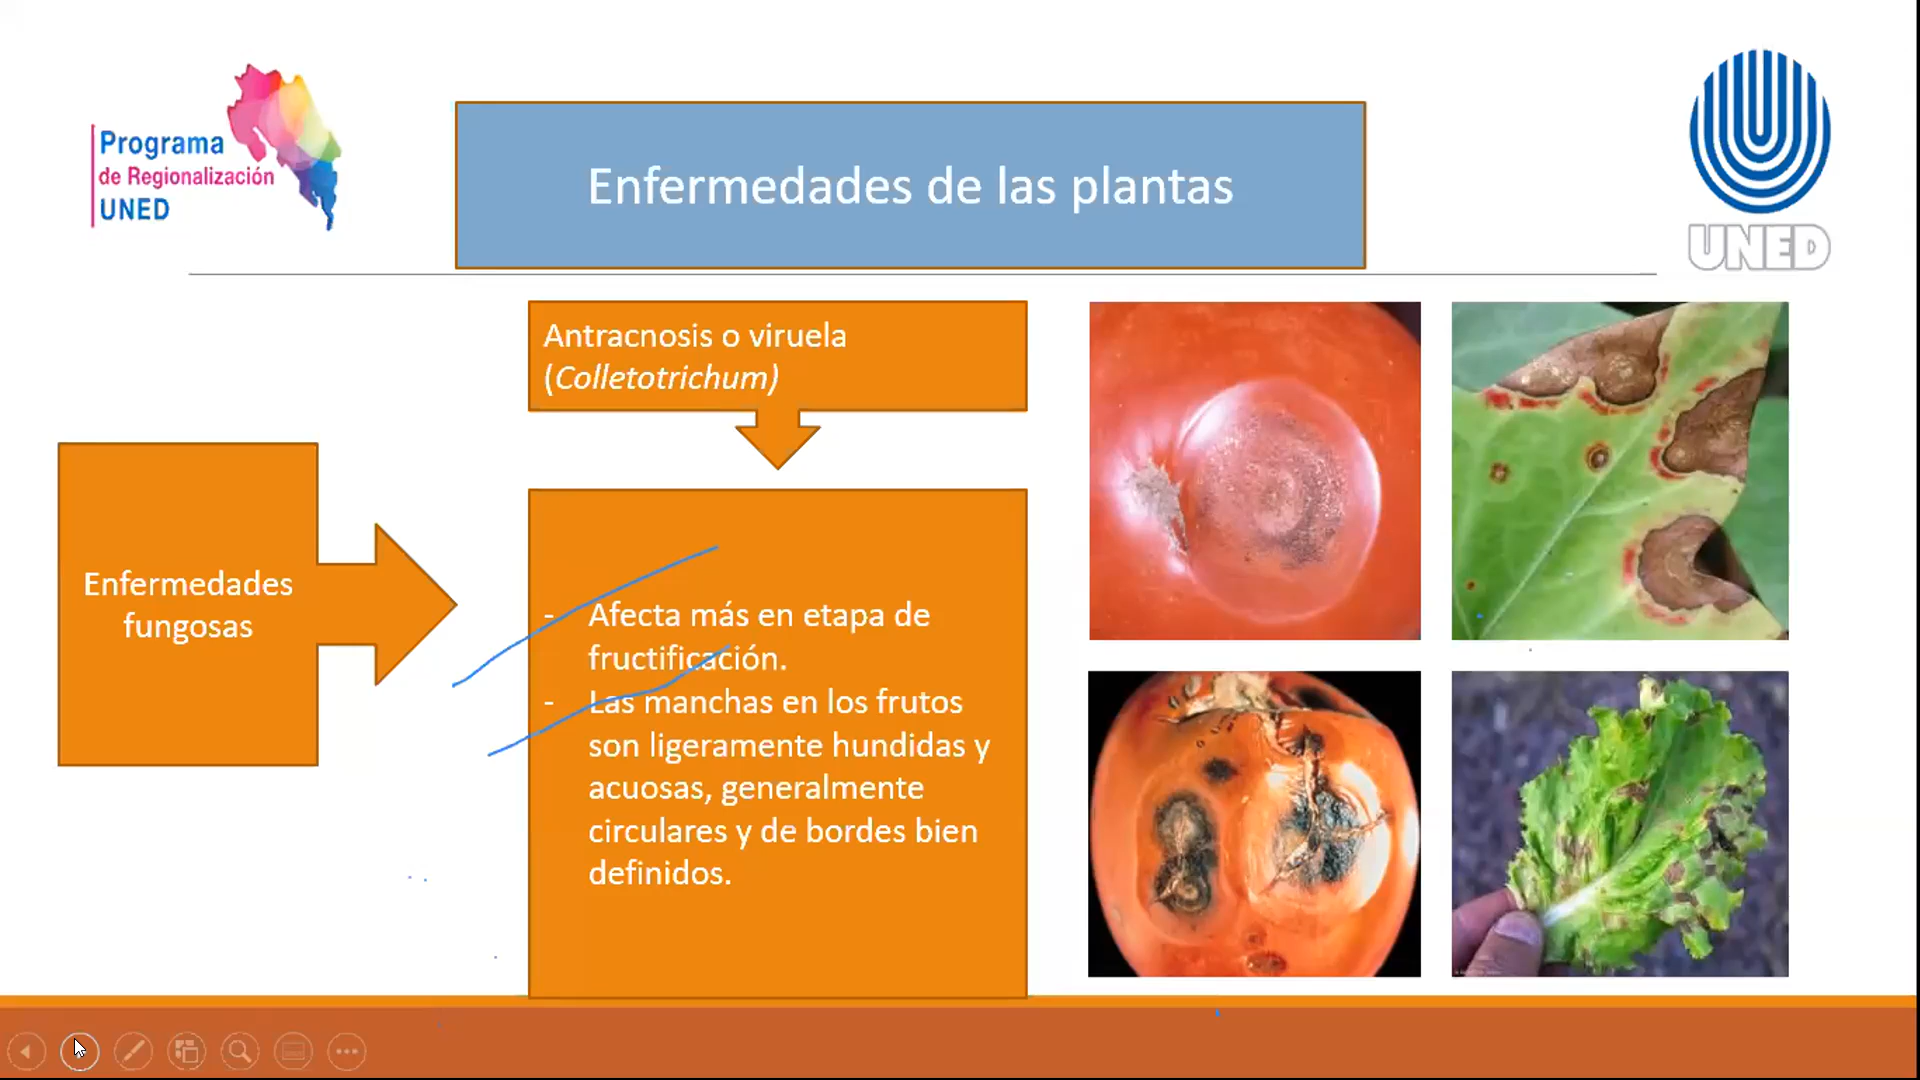 Programa
de Regionalización
UNED
Enfermedades de las plantas
UNED
Antracnosis o viruela
(Colletotrichum)
Enfermedades
fungosas
- Afecta más en etapa de
fructificación.
- Las manchas en los frutos
son ligeramente hundidas y
acuosas, generalmente
circulares y de bordes bien
definidos.